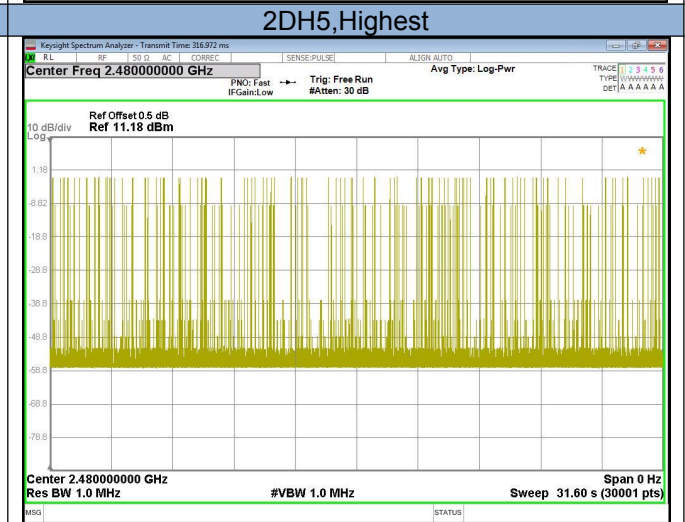 2DH5,Highest
Keysight Spectrum Analyzer - Transmit Time: 316.972 ms
RL RF 50 Ω AC CORREC SENSE:PULSE ALIGN AUTO
Center Freq 2.480000000 GHz
PNO: Fast
IFGain:Low
Trig: Free Run
#Atten: 30 dB
Avg Type: Log-Pwr
TRACE 1 2 3 4 5 6
TYPE
DET A A A A A A
Ref Offset 0.5 dB
10 dB/div Ref 11.18 dBm
Log
1.18
-8.82
-18.8
-28.8
-38.8
-48.8
-58.8
-68.8
-78.8
Center 2.480000000 GHz Span 0 Hz
Res BW 1.0 MHz #VBW 1.0 MHz Sweep 31.60 s (30001 pts)
MSG STATUS